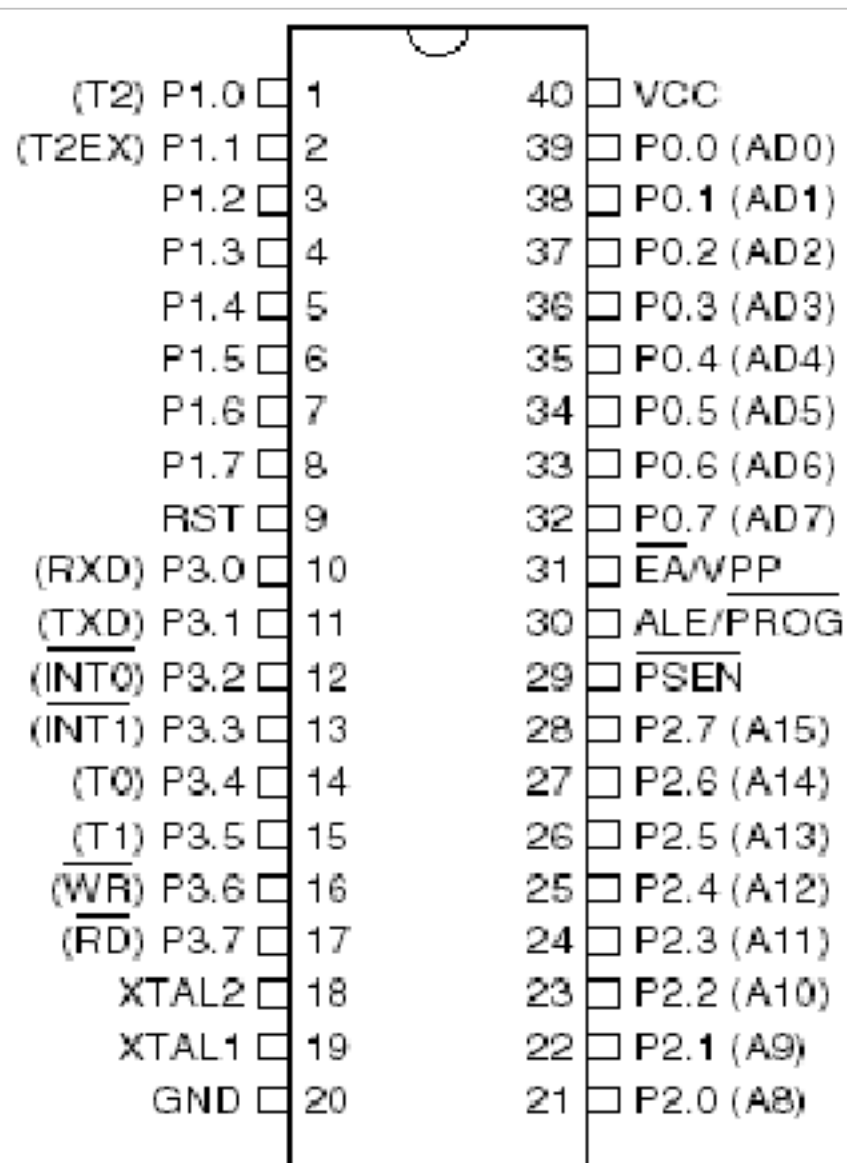 (T2) P1.0 1 40 VCC
(T2EX) P1.1 2 39 P0.0 (AD0)
P1.2 3 38 P0.1 (AD1)
P1.3 4 37 P0.2 (AD2)
P1.4 5 36 P0.3 (AD3)
P1.5 6 35 P0.4 (AD4)
P1.6 7 34 P0.5 (AD5)
P1.7 8 33 P0.6 (AD6)
RST 9 32 P0.7 (AD7)
(RXD) P3.0 10 31 E̅A̅/VPP
(TXD) P3.1 11 30 ALE/P̅R̅O̅G̅
(I̅N̅T̅0̅) P3.2 12 29 P̅S̅E̅N̅
(I̅N̅T̅1̅) P3.3 13 28 P2.7 (A15)
(T0) P3.4 14 27 P2.6 (A14)
(T1) P3.5 15 26 P2.5 (A13)
(W̅R̅) P3.6 16 25 P2.4 (A12)
(R̅D̅) P3.7 17 24 P2.3 (A11)
XTAL2 18 23 P2.2 (A10)
XTAL1 19 22 P2.1 (A9)
GND 20 21 P2.0 (A8)